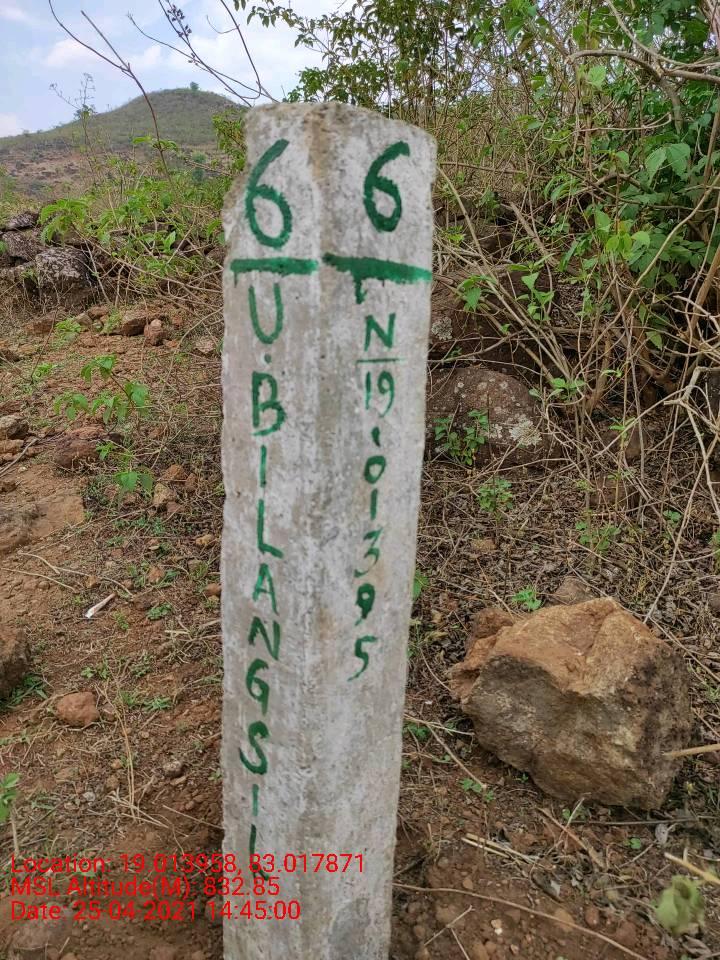 6
U.BILANGSIL
6
N
19.01395
Location: 19.013958, 83.017871
MSL Altitude(M): 832.85
Date: 25-04-2021 14:45:00